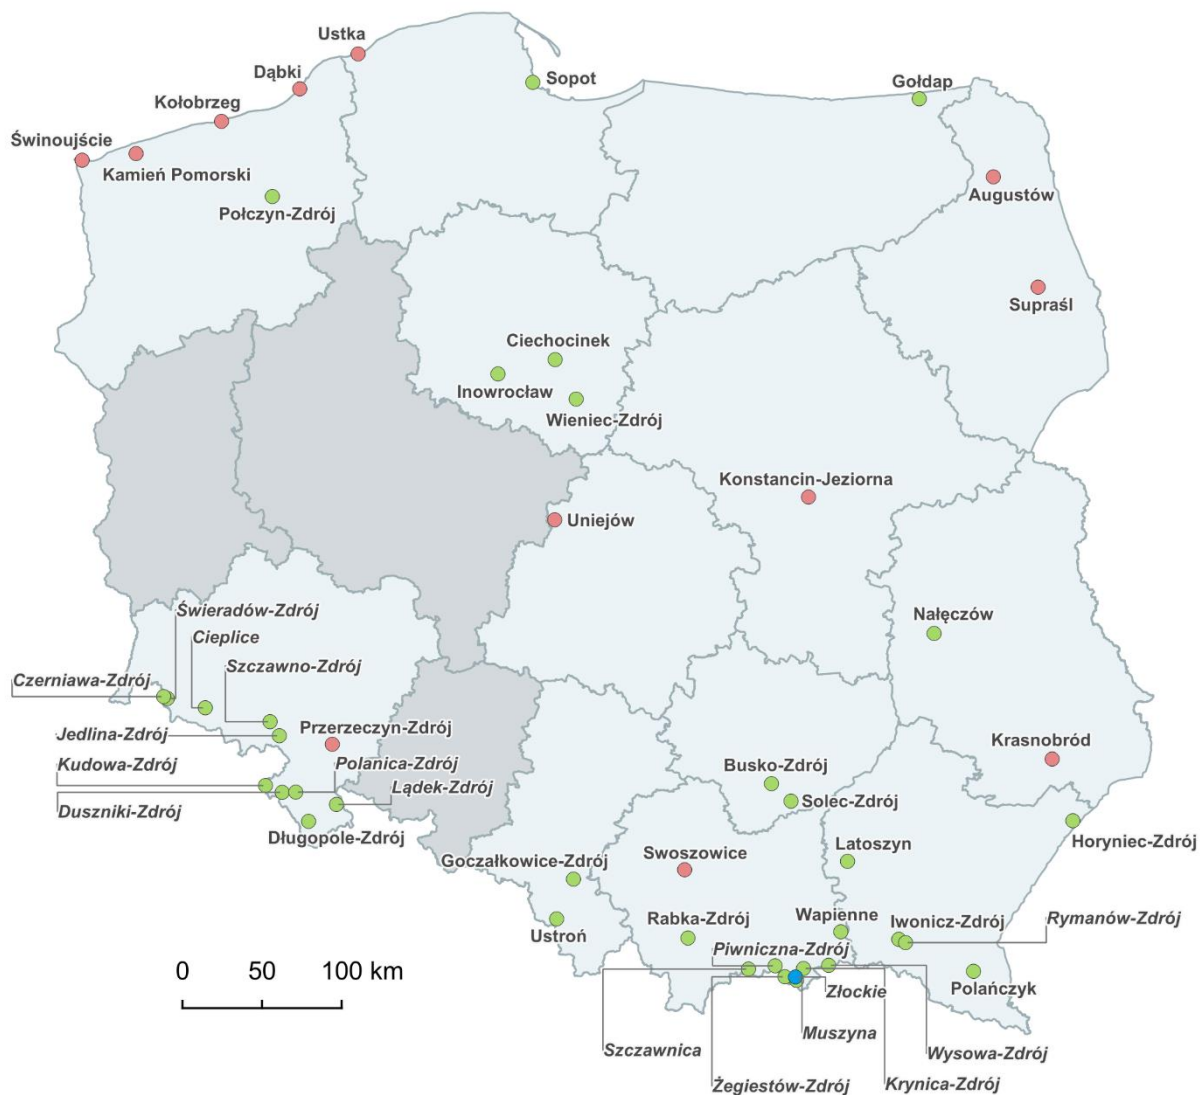 Ustka
Sopot
Gołdap
Dąbki
Kołobrzeg
Świnoujście
Kamień Pomorski
Augustów
Połczyn-Zdrój
Supraśl
Ciechocinek
Inowrocław
Wieniec-Zdrój
Konstancin-Jeziorna
Uniejów
Świeradów-Zdrój
Nałęczów
Cieplice
Szczawno-Zdrój
Czerniawa-Zdrój
Jedlina-Zdrój
Przerzeczyn-Zdrój
Krasnobród
Kudowa-Zdrój
Polanica-Zdrój
Busko-Zdrój
Lądek-Zdrój
Solec-Zdrój
Duszniki-Zdrój
Długopole-Zdrój
Horyniec-Zdrój
Latoszyn
Swoszowice
Goczałkowice-Zdrój
Wapienne
Rabka-Zdrój
Iwonicz-Zdrój
Rymanów-Zdrój
Ustroń
Piwniczna-Zdrój
0 50 100 km
Polańczyk
Złockie
Muszyna
Szczawnica
Wysowa-Zdrój
Żegiestów-Zdrój
Krynica-Zdrój